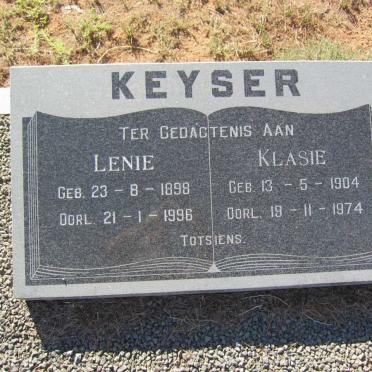 KEYSER
TER GEDAGTENIS AAN
LENIE
GEB. 23 - 8 - 1898
OORL. 21 - 1 - 1996
KLASIE
GEB. 13 - 5 - 1904
OORL. 19 - 11 - 1974
TOTSIENS.